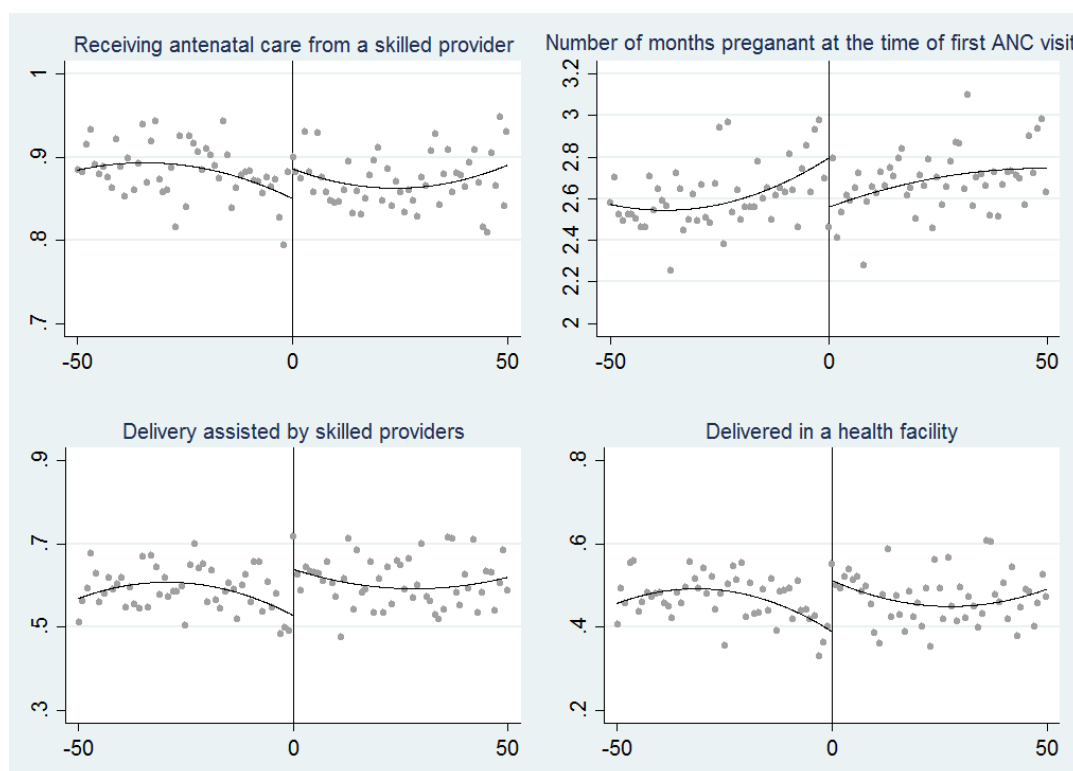 Receiving antenatal care from a skilled provider
1
.9
.8
.7
-50 0 50
Number of months preganant at the time of first ANC visit
3.2
3
2.8
2.6
2.4
2.2
2
-50 0 50
Delivery assisted by skilled providers
.9
.7
.5
.3
-50 0 50
Delivered in a health facility
.8
.6
.4
.2
-50 0 50